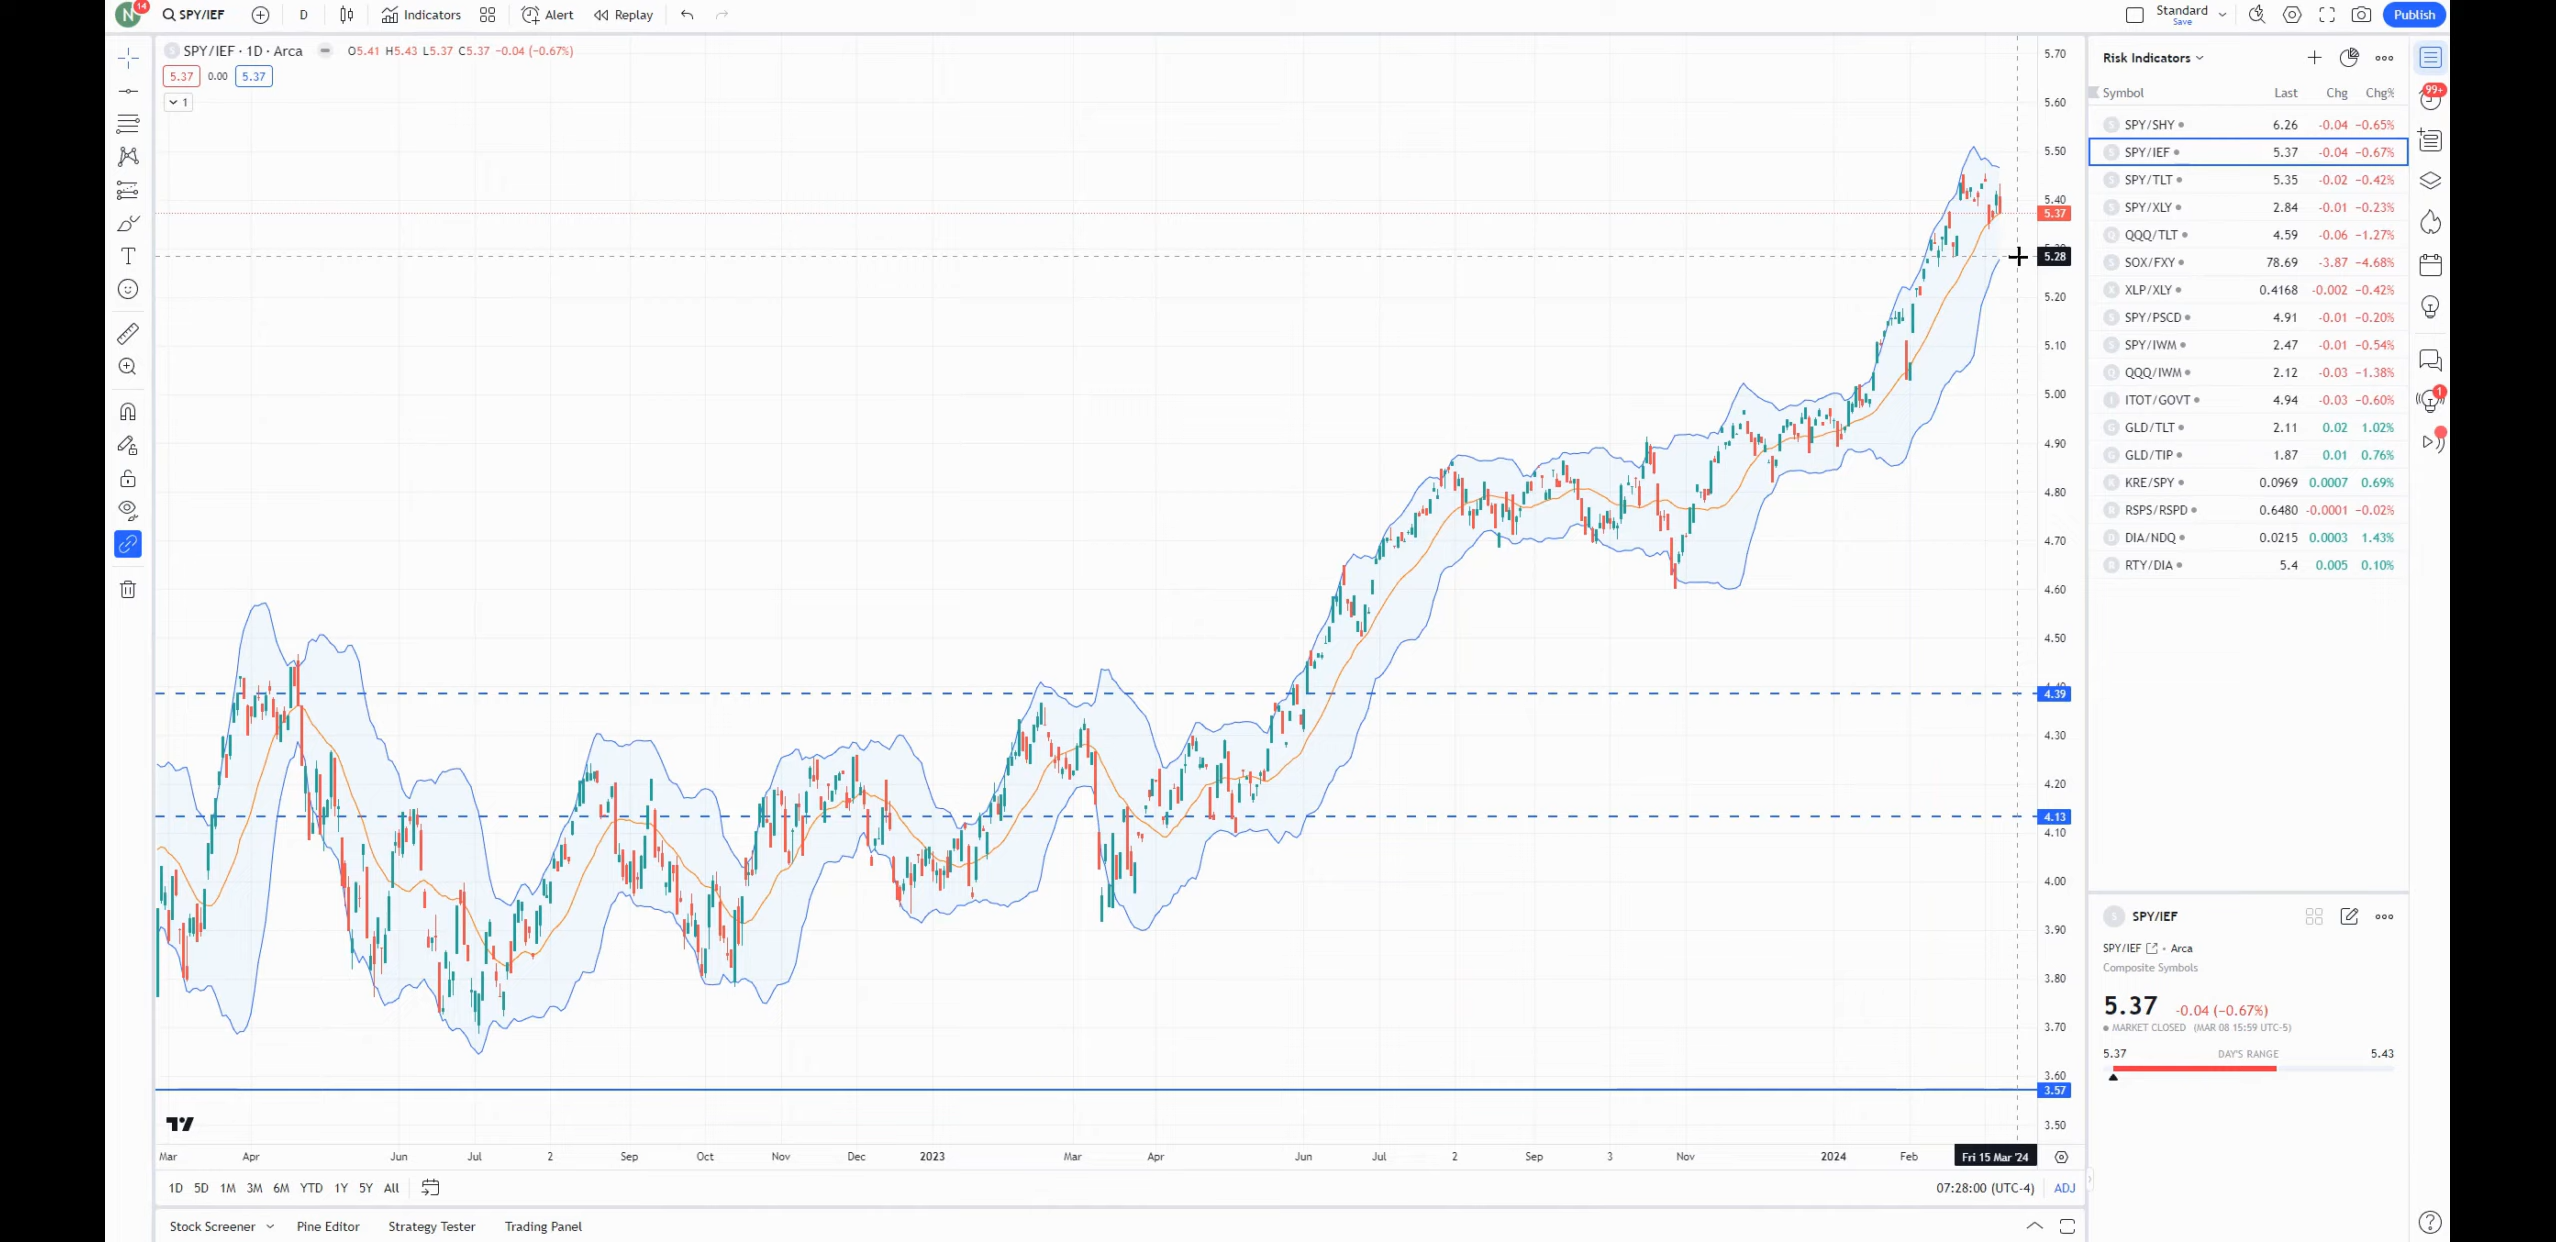 N 14 SPY/IEF D Indicators Alert Replay Standard Save Publish
SPY/IEF · 1D · Arca O5.41 H5.43 L5.37 C5.37 −0.04 (−0.67%)
5.37 0.00 5.37
1
5.70
5.60
5.50
5.40
5.37
5.28
5.20
5.10
5.00
4.90
4.80
4.70
4.60
4.50
4.39
4.30
4.20
4.13
4.10
4.00
3.90
3.80
3.70
3.60
3.57
3.50
Mar Apr Jun Jul 2 Sep Oct Nov Dec 2023 Mar Apr Jun Jul 2 Sep 3 Nov 2024 Feb Fri 15 Mar '24
1D 5D 1M 3M 6M YTD 1Y 5Y All 07:28:00 (UTC-4) ADJ
Stock Screener Pine Editor Strategy Tester Trading Panel
Risk Indicators
Symbol Last Chg Chg%
SPY/SHY 6.26 -0.04 −0.65%
SPY/IEF 5.37 -0.04 −0.67%
SPY/TLT 5.35 -0.02 −0.42%
SPY/XLY 2.84 -0.01 −0.23%
QQQ/TLT 4.59 -0.06 −1.27%
SOX/FXY 78.69 -3.87 −4.68%
XLP/XLY 0.4168 -0.002 −0.42%
SPY/PSCD 4.91 -0.01 −0.20%
SPY/IWM 2.47 -0.01 −0.54%
QQQ/IWM 2.12 -0.03 −1.38%
ITOT/GOVT 4.94 -0.03 −0.60%
GLD/TLT 2.11 0.02 1.02%
GLD/TIP 1.87 0.01 0.76%
KRE/SPY 0.0969 0.0007 0.69%
RSPS/RSPD 0.6480 -0.0001 −0.02%
DIA/NDQ 0.0215 0.0003 1.43%
RTY/DIA 5.4 0.005 0.10%
SPY/IEF
SPY/IEF • Arca
Composite Symbols
5.37 -0.04 (−0.67%)
MARKET CLOSED (MAR 08 15:59 UTC-5)
5.37 DAY'S RANGE 5.43
99+
1